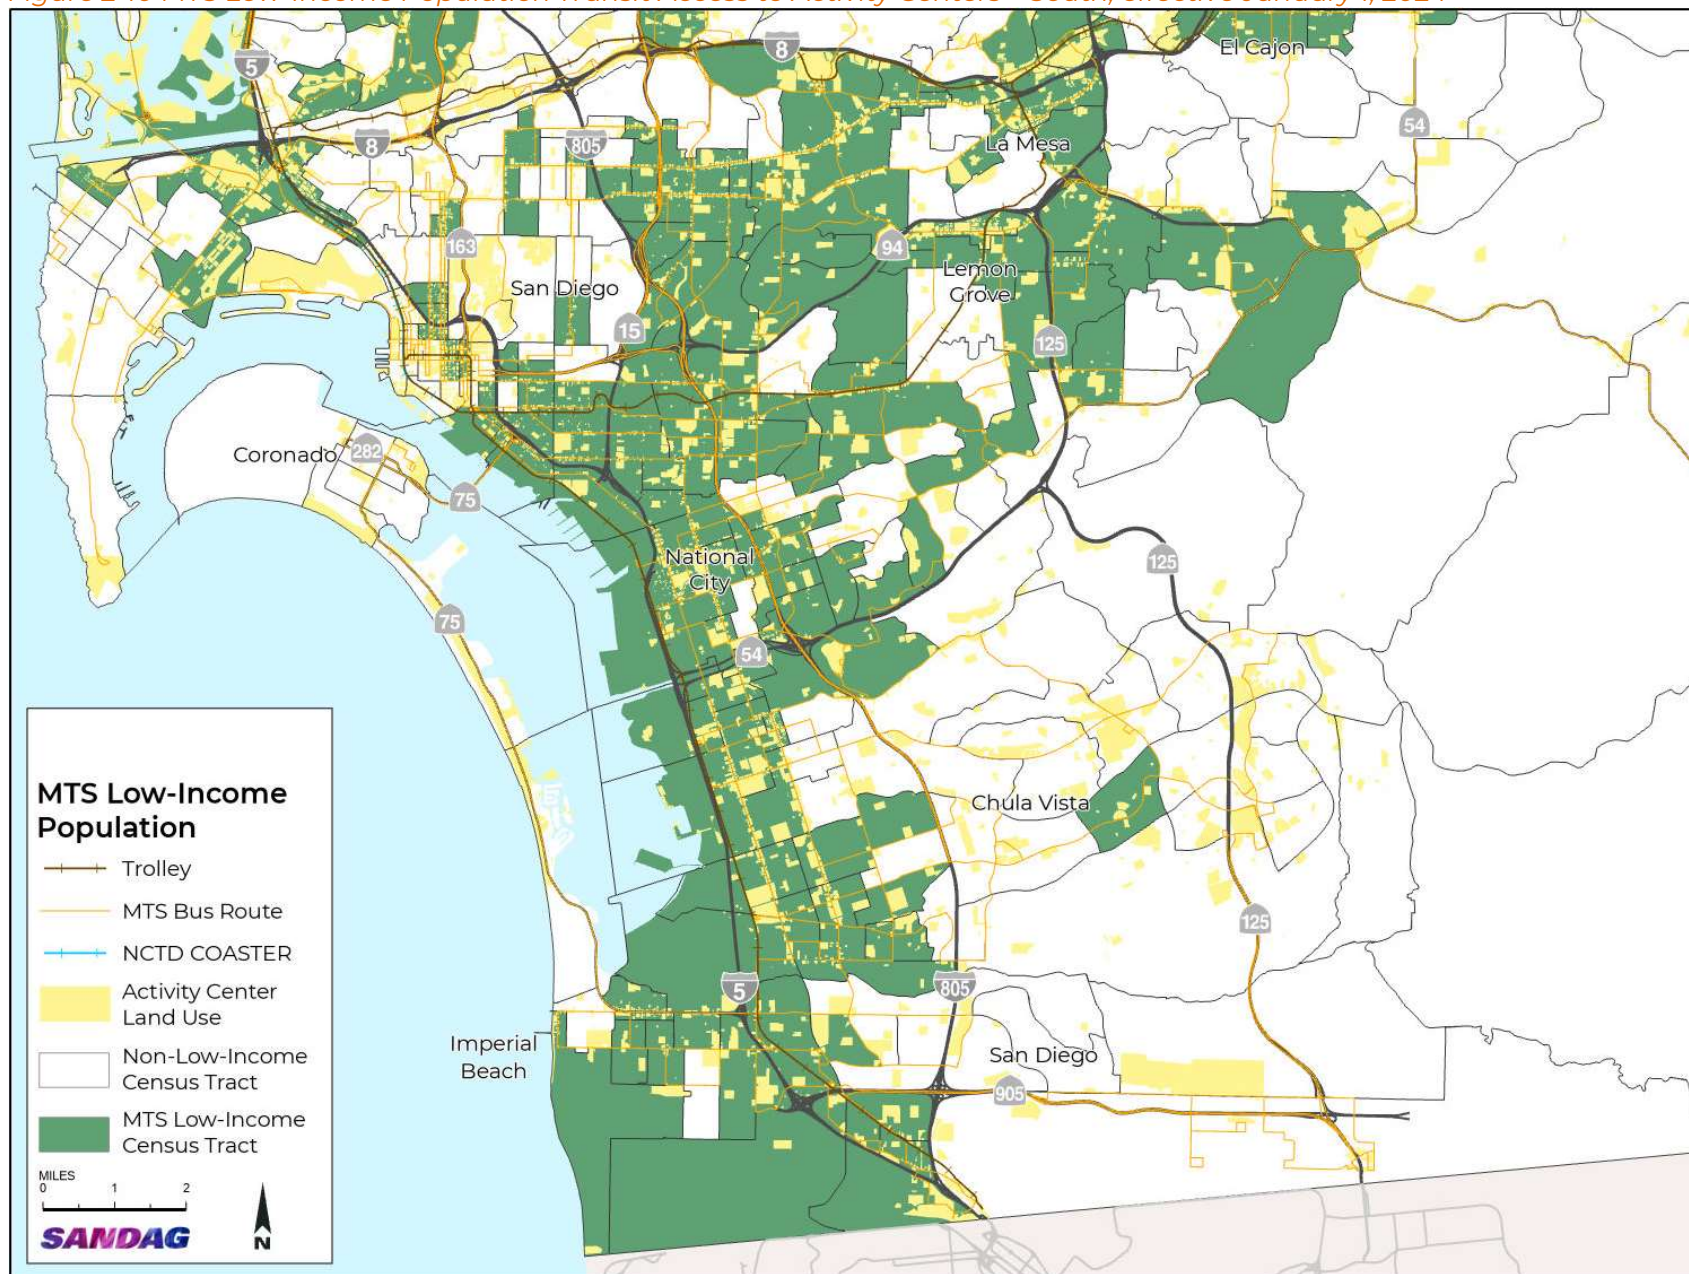 5
8
El Cajon
54
8
805
La Mesa
163
94
San Diego
Lemon
Grove
15
125
Coronado
282
75
National
City
125
75
54
MTS Low-Income
Population
Trolley
MTS Bus Route
NCTD COASTER
Activity Center
Land Use
Non-Low-Income
Census Tract
MTS Low-Income
Census Tract
MILES
0 1 2
SANDAG
N
Chula Vista
125
5
805
Imperial
Beach
San Diego
905